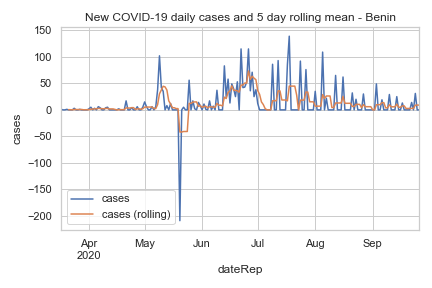 New COVID-19 daily cases and 5 day rolling mean - Benin
150
100
50
0
−50
−100
−150
−200
cases
cases
cases (rolling)
Apr
2020
May
Jun
Jul
Aug
Sep
dateRep